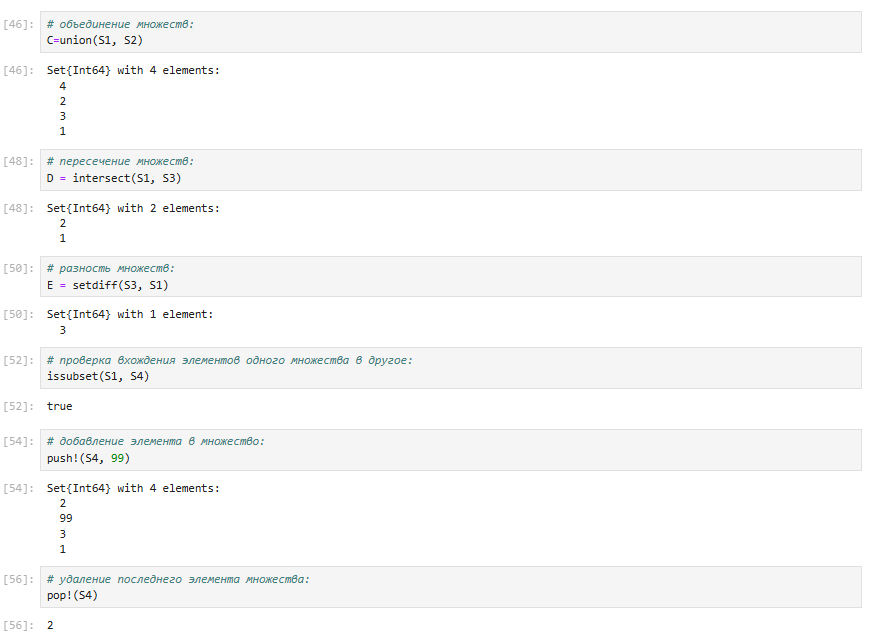 [46]: # объединение множеств:
C=union(S1, S2)
[46]: Set{Int64} with 4 elements:
4
2
3
1
[48]: # пересечение множеств:
D = intersect(S1, S3)
[48]: Set{Int64} with 2 elements:
2
1
[50]: # разность множеств:
E = setdiff(S3, S1)
[50]: Set{Int64} with 1 element:
3
[52]: # проверка вхождения элементов одного множества в другое:
issubset(S1, S4)
[52]: true
[54]: # добавление элемента в множество:
push!(S4, 99)
[54]: Set{Int64} with 4 elements:
2
99
3
1
[56]: # удаление последнего элемента множества:
pop!(S4)
[56]: 2